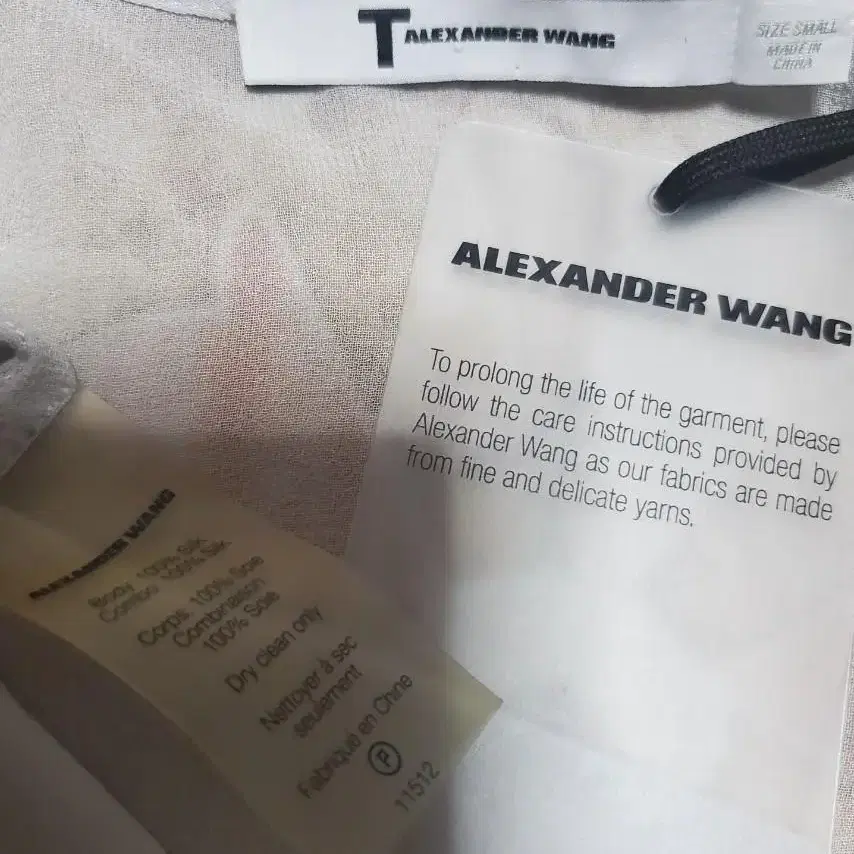 T ALEXANDER WANG
SIZE SMALL
MADE IN
CHINA
ALEXANDER WANG
To prolong the life of the garment, please
follow the care instructions provided by
Alexander Wang as our fabrics are made
from fine and delicate yarns.
ALEXANDER WANG
Body 100% Silk
Combo 100% Silk
Corps 100% Soie
Combinaison
100% Soie
Dry clean only
Nettoyer à sec
seulement
Fabriqué en Chine
P
11512